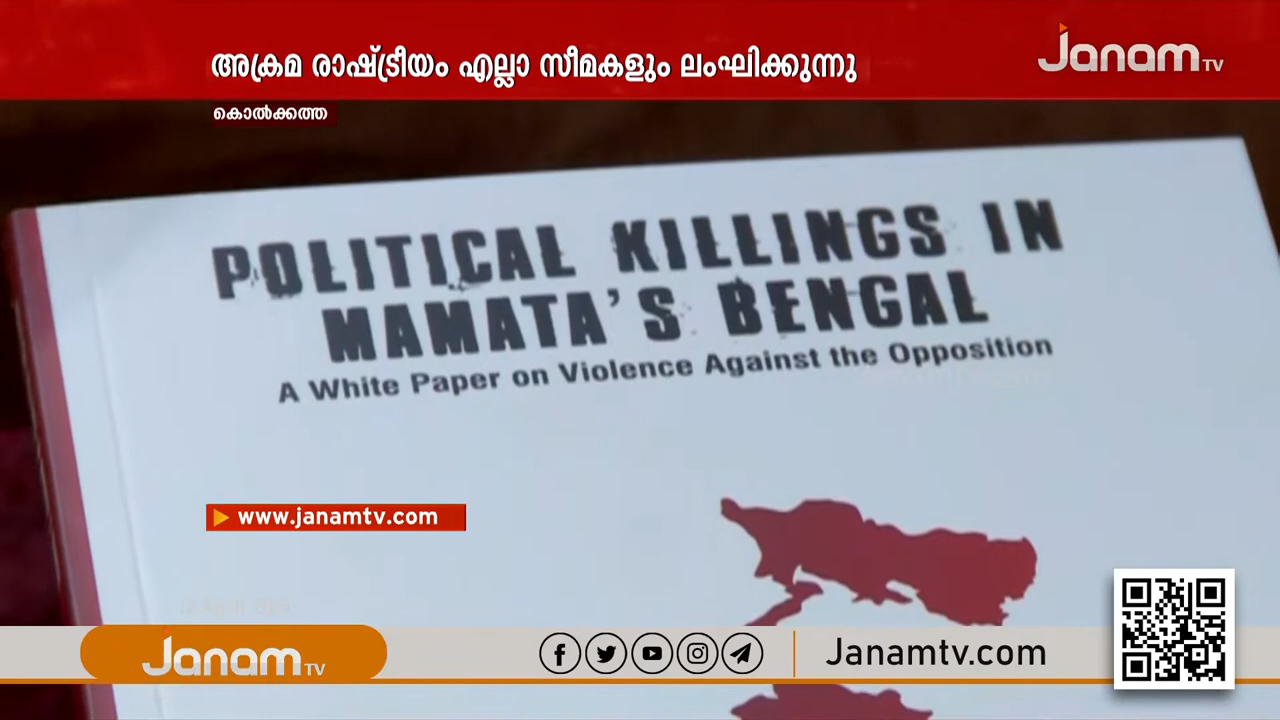 അക്രമ രാഷ്ട്രീയം എല്ലാ സീമകളും ലംഘിക്കുന്നു
Janam TV
കൊൽക്കത്ത
POLITICAL KILLINGS IN
MAMATA'S BENGAL
A White Paper on Violence Against the Opposition
www.janamtv.com
Janam TV
Janamtv.com